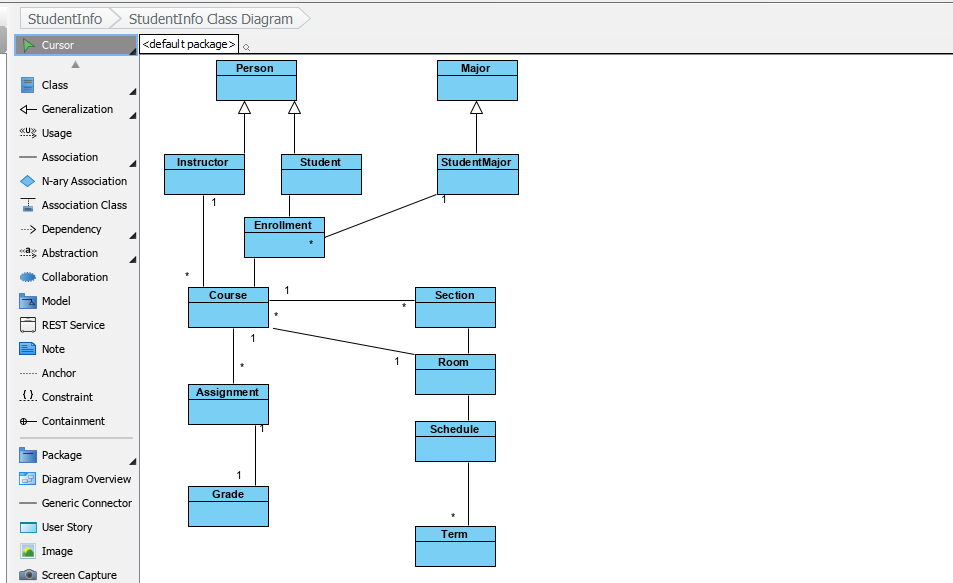 StudentInfo
StudentInfo Class Diagram
Cursor
<default package>
Class
Generalization
«U» Usage
Association
N-ary Association
Association Class
Dependency
«a» Abstraction
Collaboration
Model
REST Service
Note
Anchor
{} Constraint
Containment
Package
Diagram Overview
Generic Connector
User Story
Image
Screen Capture
Person
Major
Instructor
Student
StudentMajor
1
1
Enrollment
*
*
Course
1
Section
*
*
1
Room
1
*
Assignment
1
Schedule
1
Grade
*
Term